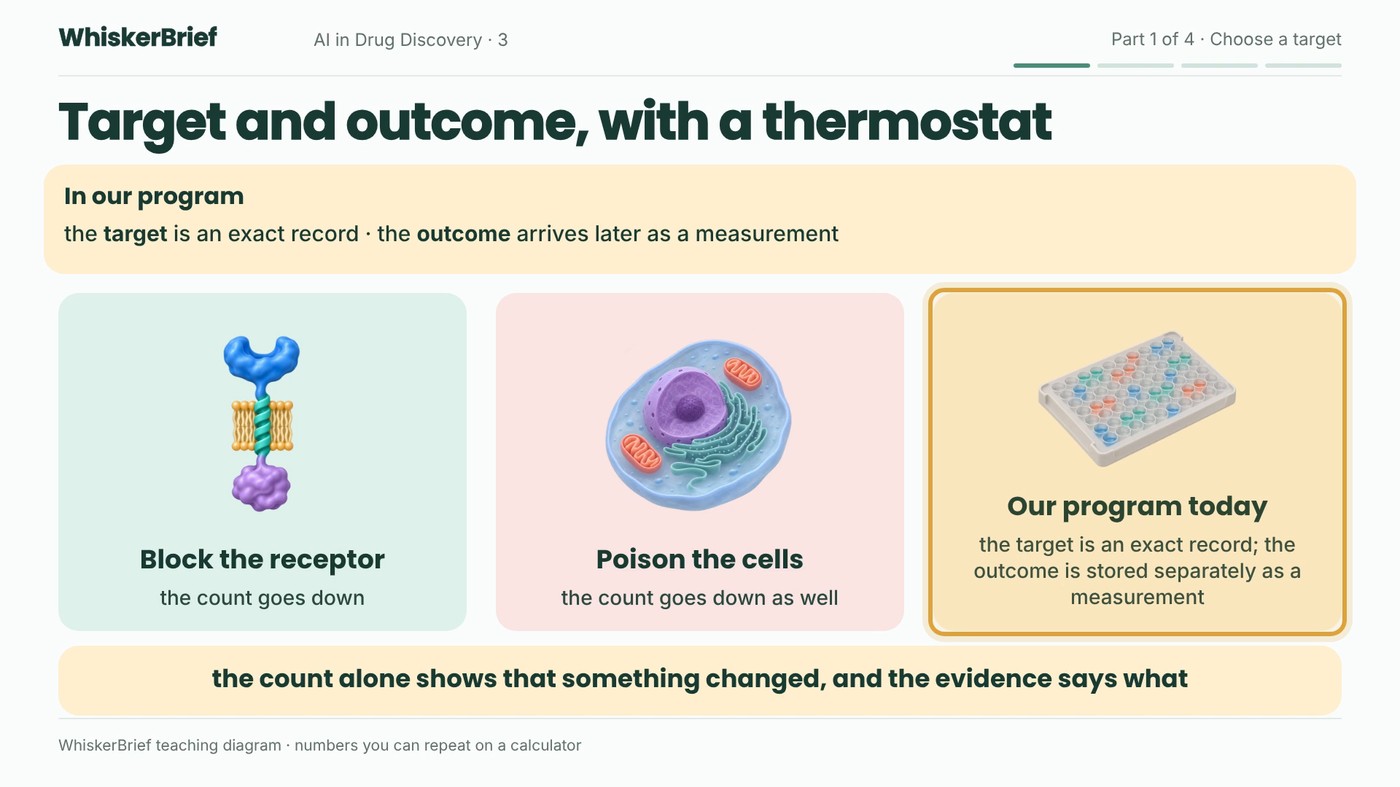 WhiskerBrief
AI in Drug Discovery · 3
Part 1 of 4 · Choose a target
Target and outcome, with a thermostat
In our program
the target is an exact record · the outcome arrives later as a measurement
Block the receptor
the count goes down
Poison the cells
the count goes down as well
Our program today
the target is an exact record; the
outcome is stored separately as a
measurement
the count alone shows that something changed, and the evidence says what
WhiskerBrief teaching diagram · numbers you can repeat on a calculator